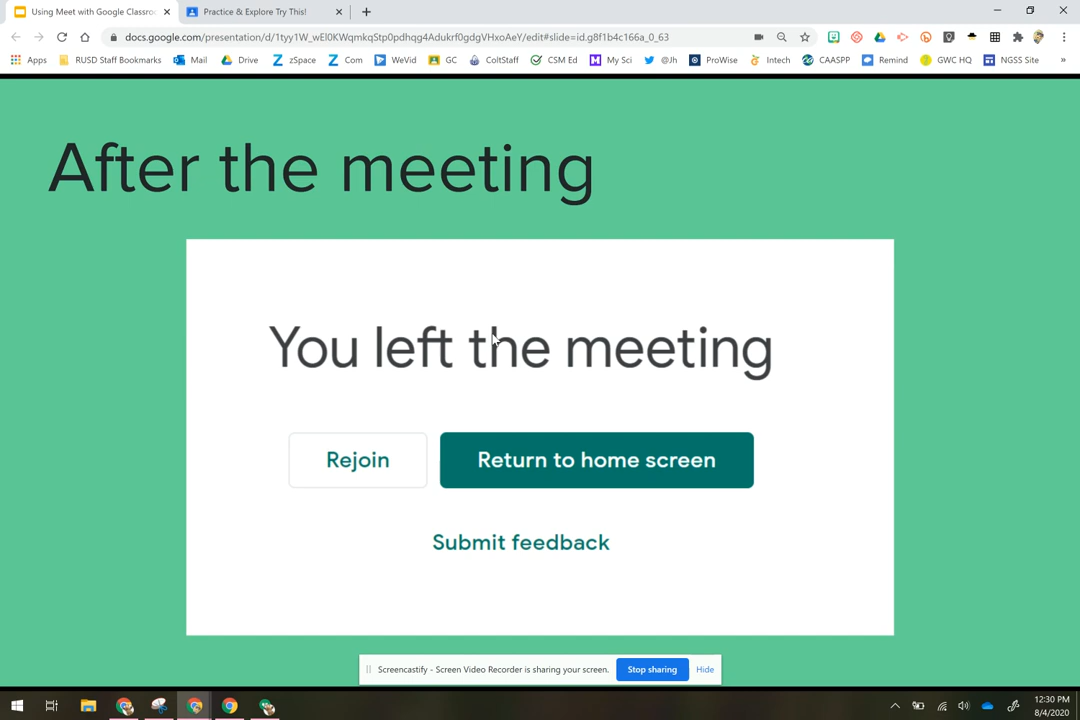 Using Meet with Google Classro
Practice & Explore Try This!
docs.google.com/presentation/d/1tyy1W_wEl0KWqmkqStp0pdhqg4Adukrf0gdgVHxoAeY/edit#slide=id.g8f1b4c166a_0_63
Apps RUSD Staff Bookmarks Mail Drive zSpace Com WeVid GC ColtStaff CSM Ed My Sci @Jh ProWise Intech CAASPP Remind GWC HQ NGSS Site »
After the meeting
You left the meeting
Rejoin Return to home screen
Submit feedback
Screencastify - Screen Video Recorder is sharing your screen. Stop sharing Hide
12:30 PM
8/4/2020